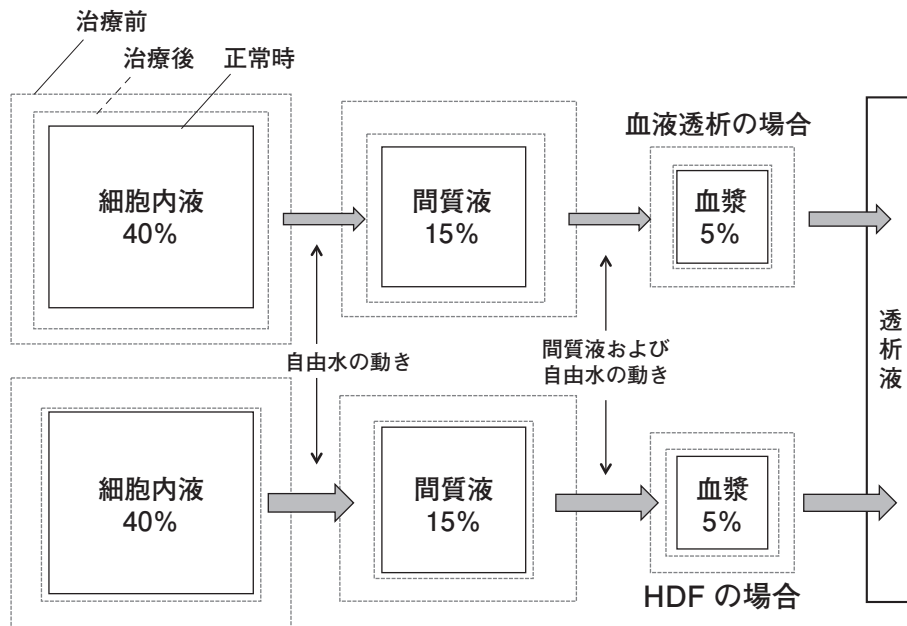 治療前
治療後
正常時
細胞内液
40%
間質液
15%
血液透析の場合
血漿
5%
自由水の動き
間質液および
自由水の動き
透析液
細胞内液
40%
間質液
15%
血漿
5%
HDF の場合